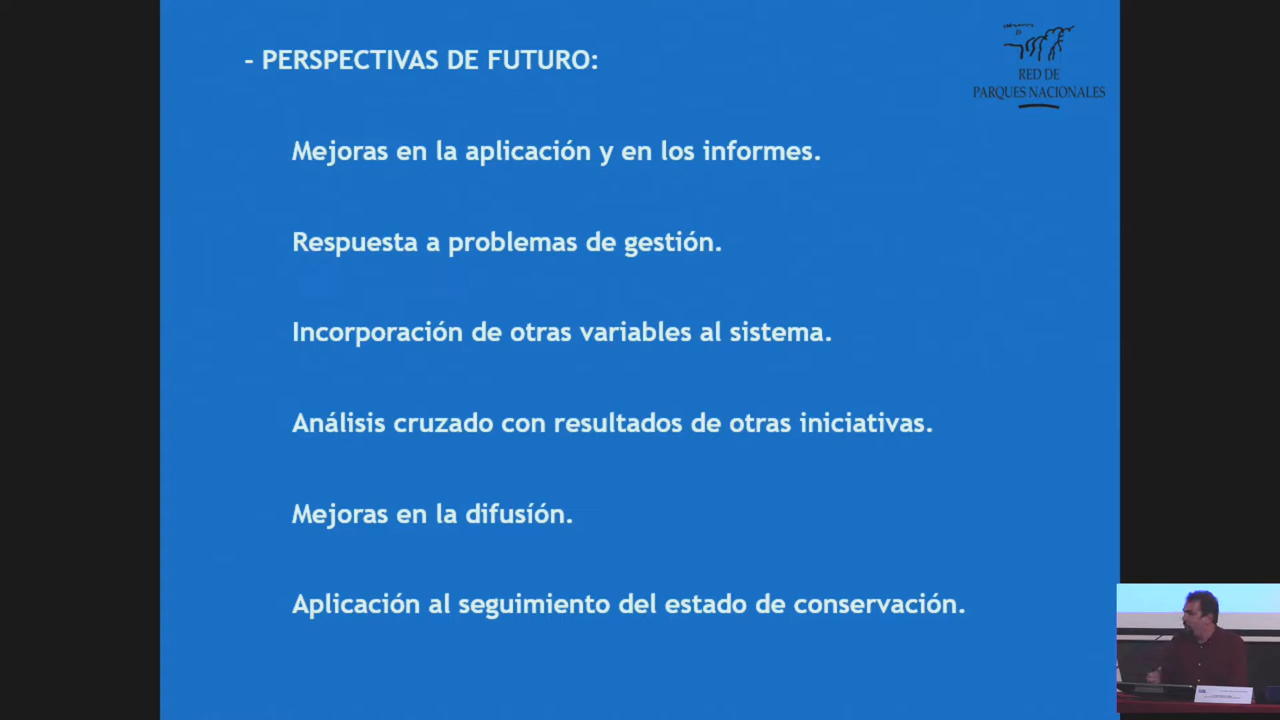 - PERSPECTIVAS DE FUTURO:
RED DE
PARQUES NACIONALES
Mejoras en la aplicación y en los informes.
Respuesta a problemas de gestión.
Incorporación de otras variables al sistema.
Análisis cruzado con resultados de otras iniciativas.
Mejoras en la difusíón.
Aplicación al seguimiento del estado de conservación.